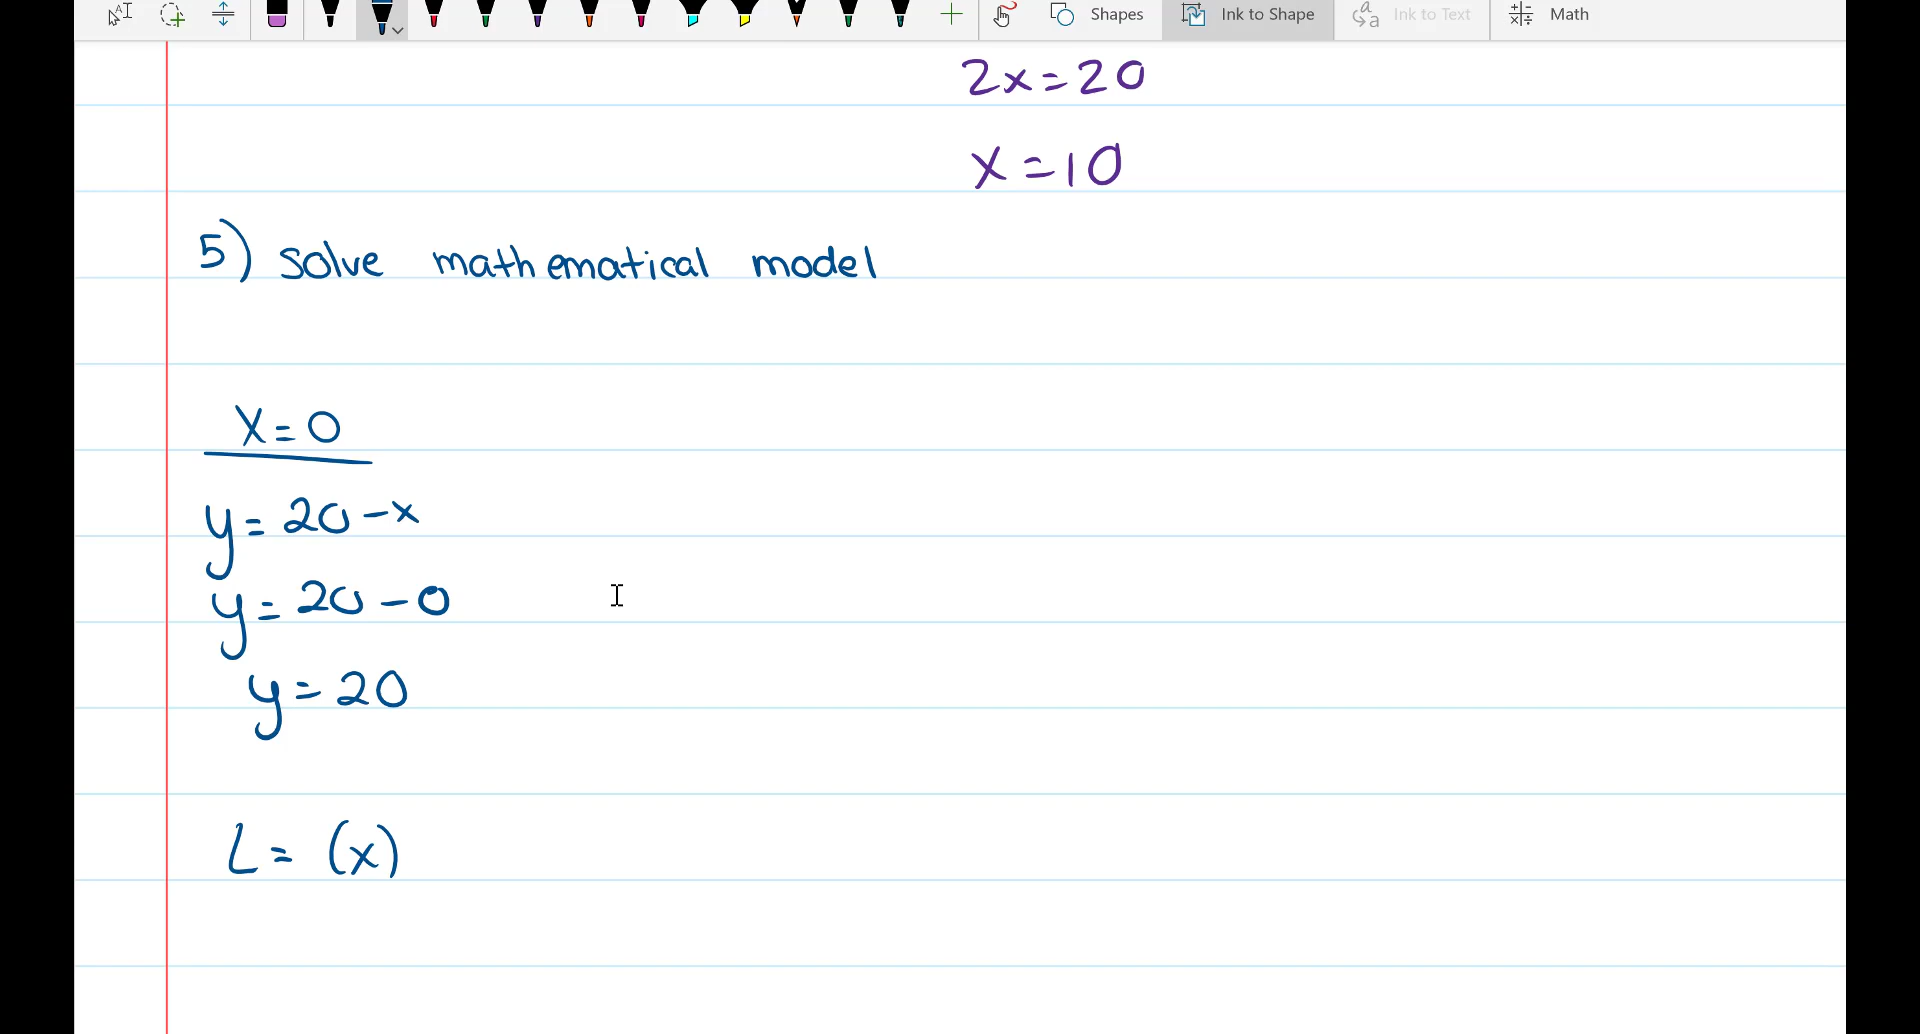 Shapes Ink to Shape Ink to Text Math
2x=20
x=10
5) solve mathematical model
x=0
y=20-x
y=20-0
y=20
L=(x)